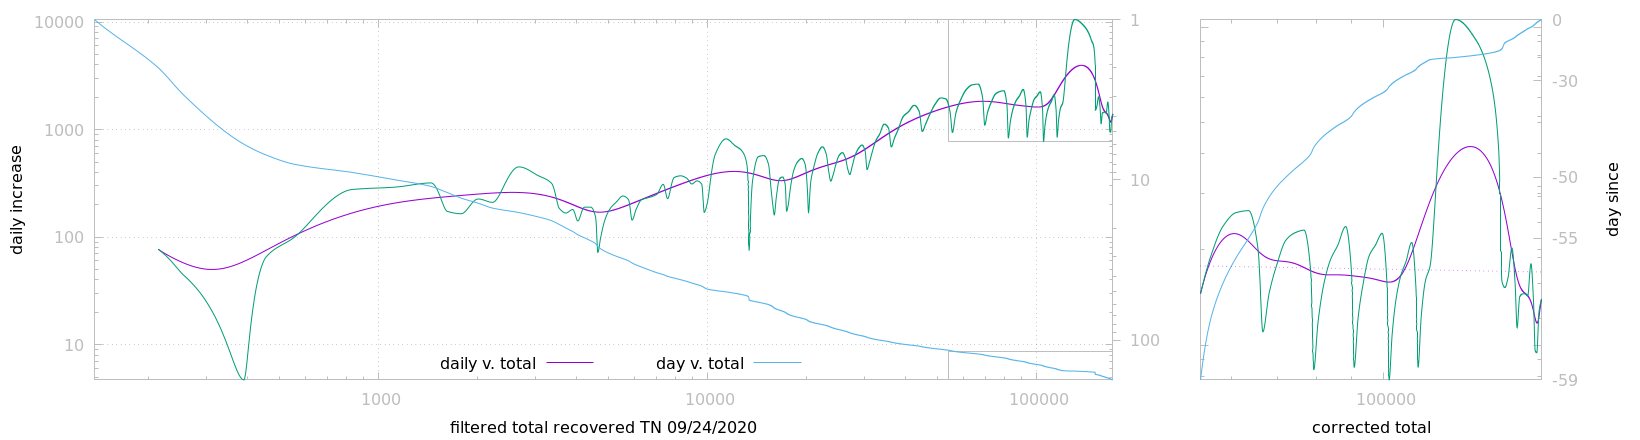 10000
1000
100
10
daily increase
1
10
100
daily v. total
day v. total
1000
10000
100000
filtered total recovered TN 09/24/2020
0
-30
-50
-55
-59
day since
100000
corrected total